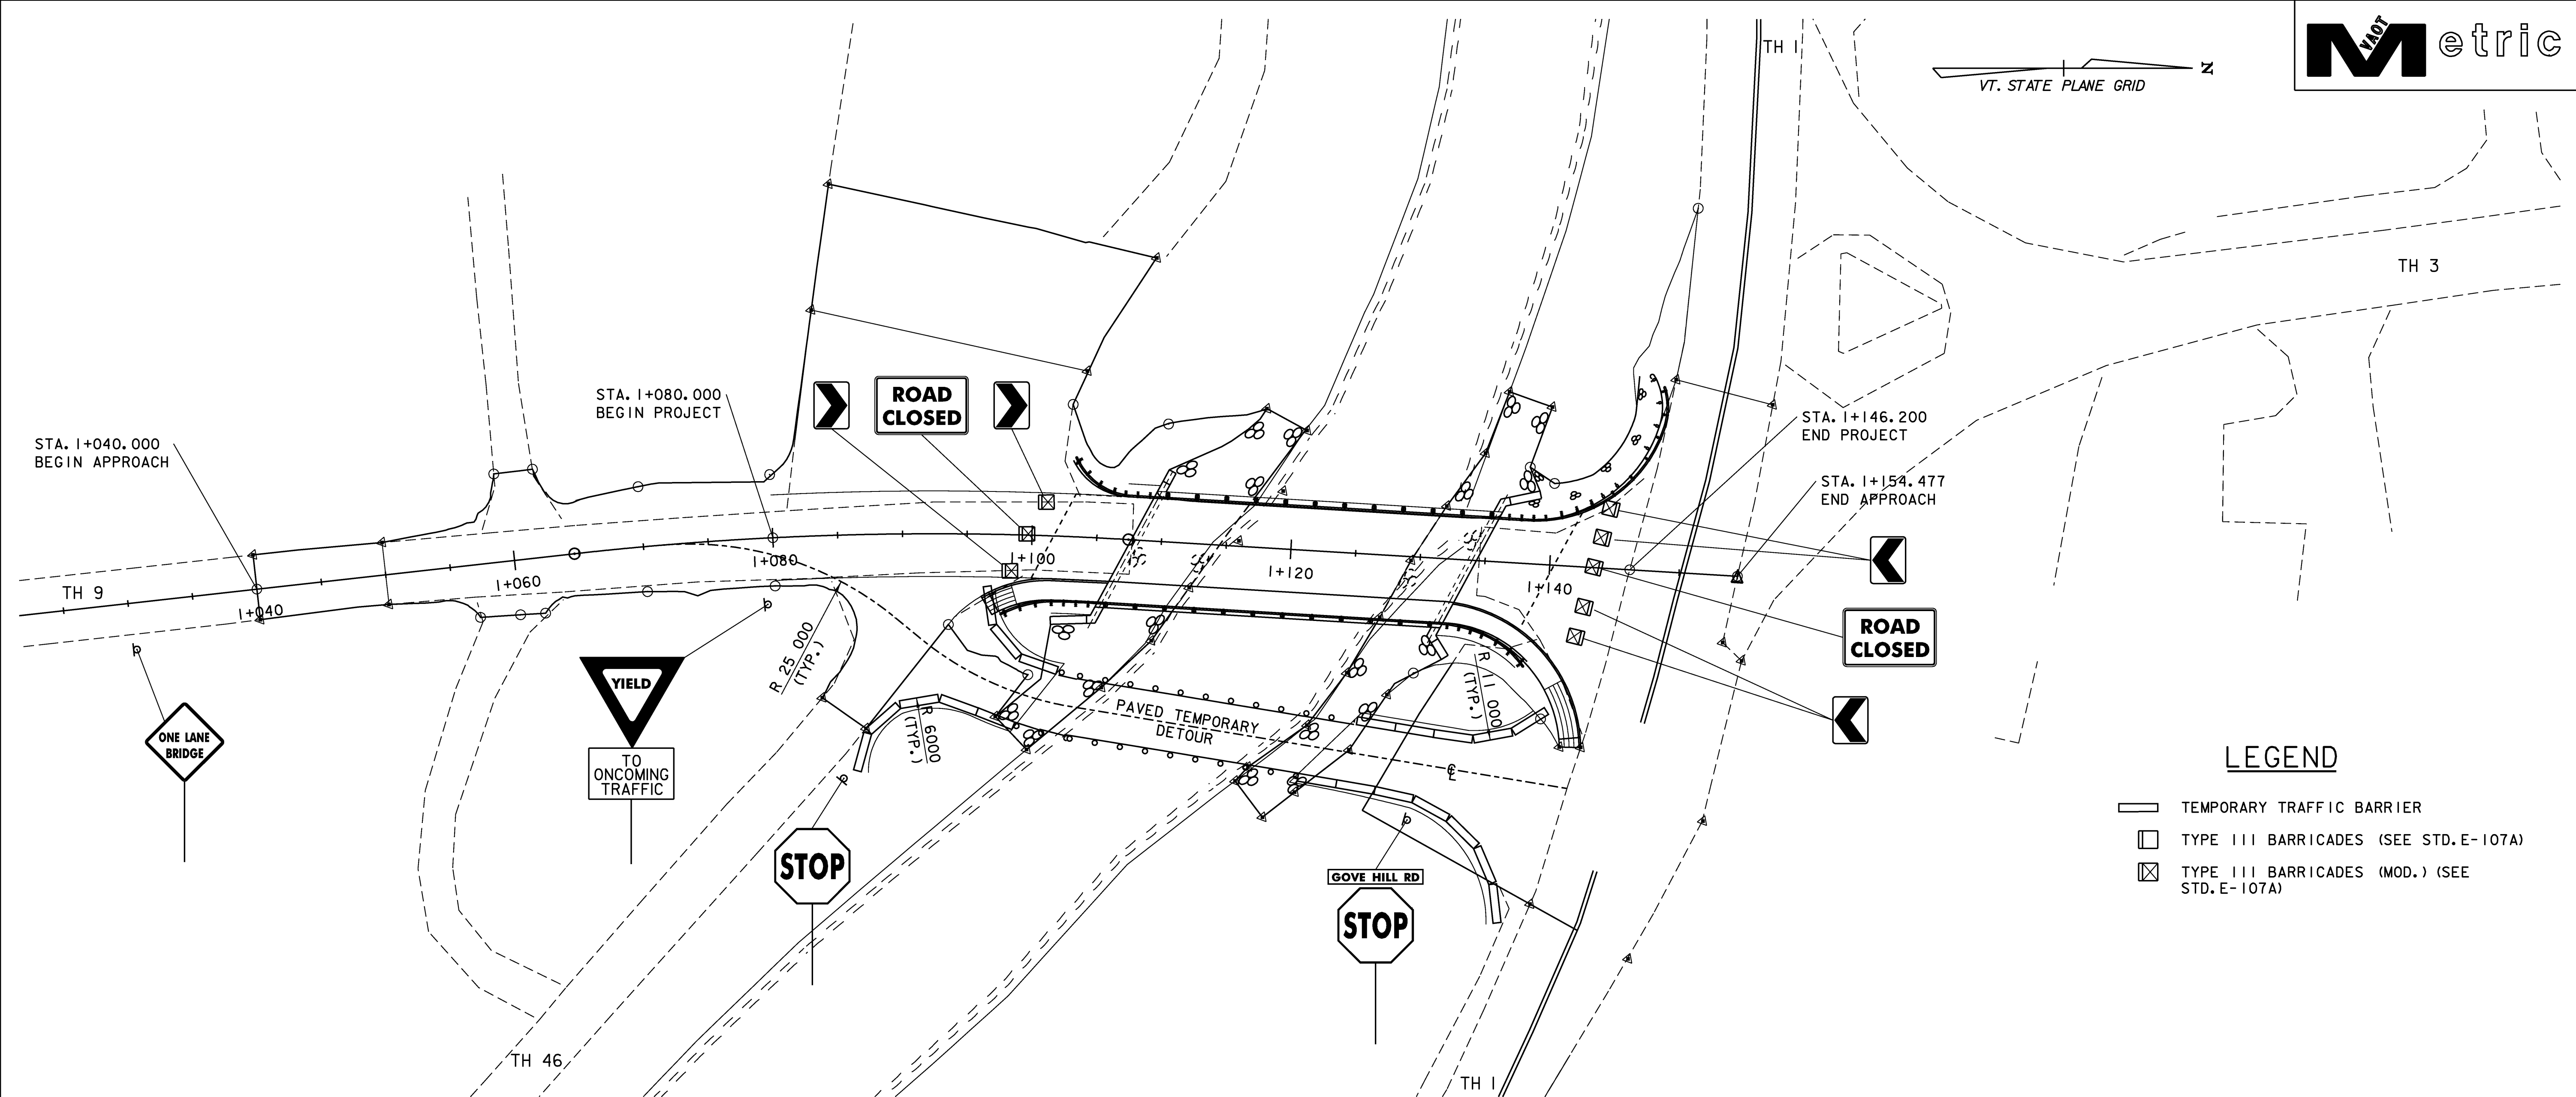 TH 1
N
VT. STATE PLANE GRID
VAOT
Metric
TH 3
STA. 1+080.000
BEGIN PROJECT
ROAD
CLOSED
STA. 1+040.000
BEGIN APPROACH
STA. 1+146.200
END PROJECT
STA. 1+154.477
END APPROACH
TH 9
1+040
1+060
1+080
1+100
1+120
1+140
ROAD
CLOSED
R 25 000
(TYP.)
R 6000
(TYP.)
R 11 000
(TYP.)
YIELD
TO
ONCOMING
TRAFFIC
ONE LANE
BRIDGE
PAVED TEMPORARY
DETOUR
℄
STOP
GOVE HILL RD
STOP
LEGEND
TEMPORARY TRAFFIC BARRIER
TYPE III BARRICADES (SEE STD. E-107A)
TYPE III BARRICADES (MOD.) (SEE
STD. E-107A)
TH 46
TH 1